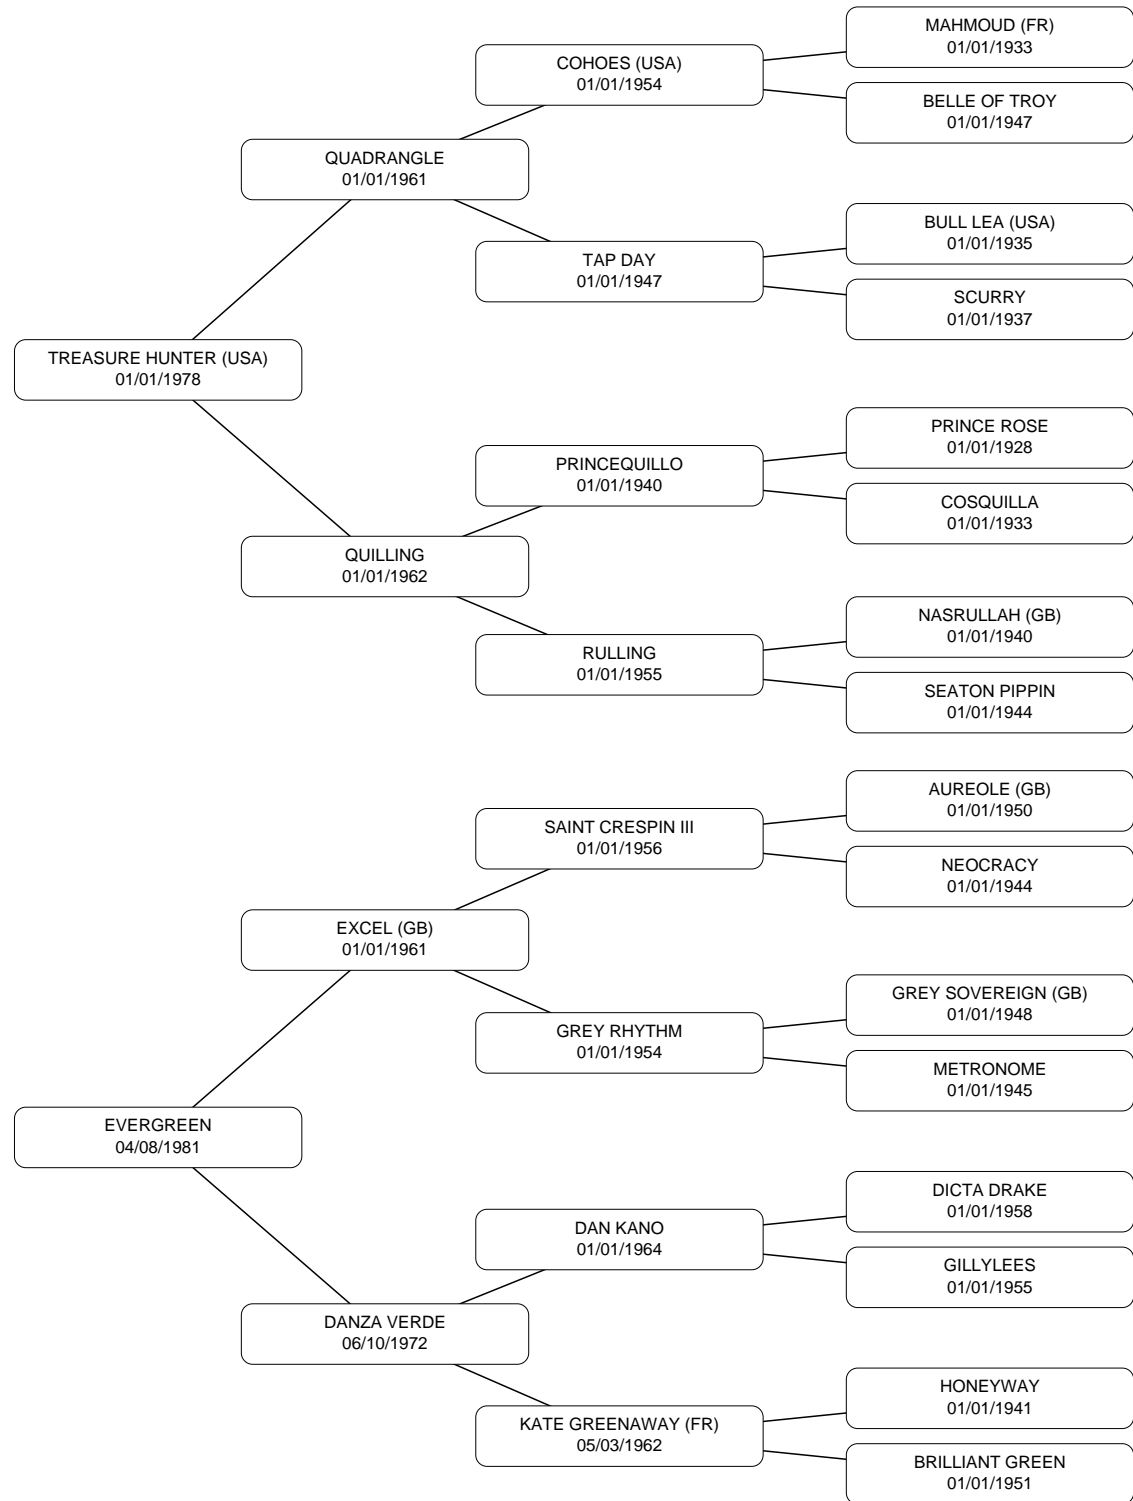 MAHMOUD (FR)
01/01/1933
COHOES (USA)
01/01/1954
BELLE OF TROY
01/01/1947
QUADRANGLE
01/01/1961
BULL LEA (USA)
01/01/1935
TAP DAY
01/01/1947
SCURRY
01/01/1937
TREASURE HUNTER (USA)
01/01/1978
PRINCE ROSE
01/01/1928
PRINCEQUILLO
01/01/1940
COSQUILLA
01/01/1933
QUILLING
01/01/1962
NASRULLAH (GB)
01/01/1940
RULLING
01/01/1955
SEATON PIPPIN
01/01/1944
AUREOLE (GB)
01/01/1950
SAINT CRESPIN III
01/01/1956
NEOCRACY
01/01/1944
EXCEL (GB)
01/01/1961
GREY SOVEREIGN (GB)
01/01/1948
GREY RHYTHM
01/01/1954
METRONOME
01/01/1945
EVERGREEN
04/08/1981
DICTA DRAKE
01/01/1958
DAN KANO
01/01/1964
GILLYLEES
01/01/1955
DANZA VERDE
06/10/1972
HONEYWAY
01/01/1941
KATE GREENAWAY (FR)
05/03/1962
BRILLIANT GREEN
01/01/1951